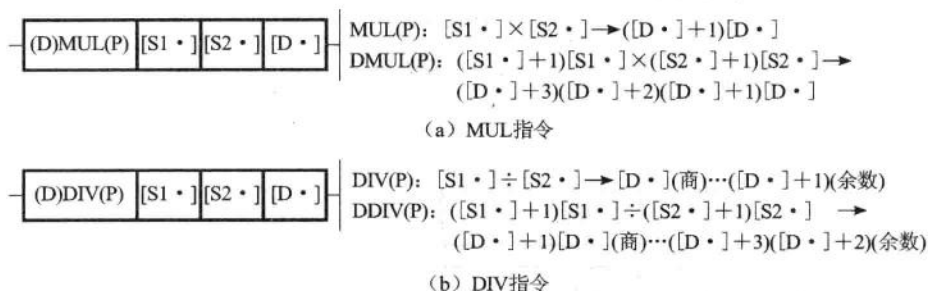 (D)MUL(P) [S1・] [S2・] [D・] MUL(P): [S1・]×[S2・]→([D・]+1)[D・]
DMUL(P): ([S1・]+1)[S1・]×([S2・]+1)[S2・]→
([D・]+3)([D・]+2)([D・]+1)[D・]
（a）MUL指令
(D)DIV(P) [S1・] [S2・] [D・] DIV(P): [S1・]÷[S2・]→[D・](商)…([D・]+1)(余数)
DDIV(P): ([S1・]+1)[S1・]÷([S2・]+1)[S2・] →
([D・]+1)[D・](商)…([D・]+3)([D・]+2)(余数)
（b）DIV指令